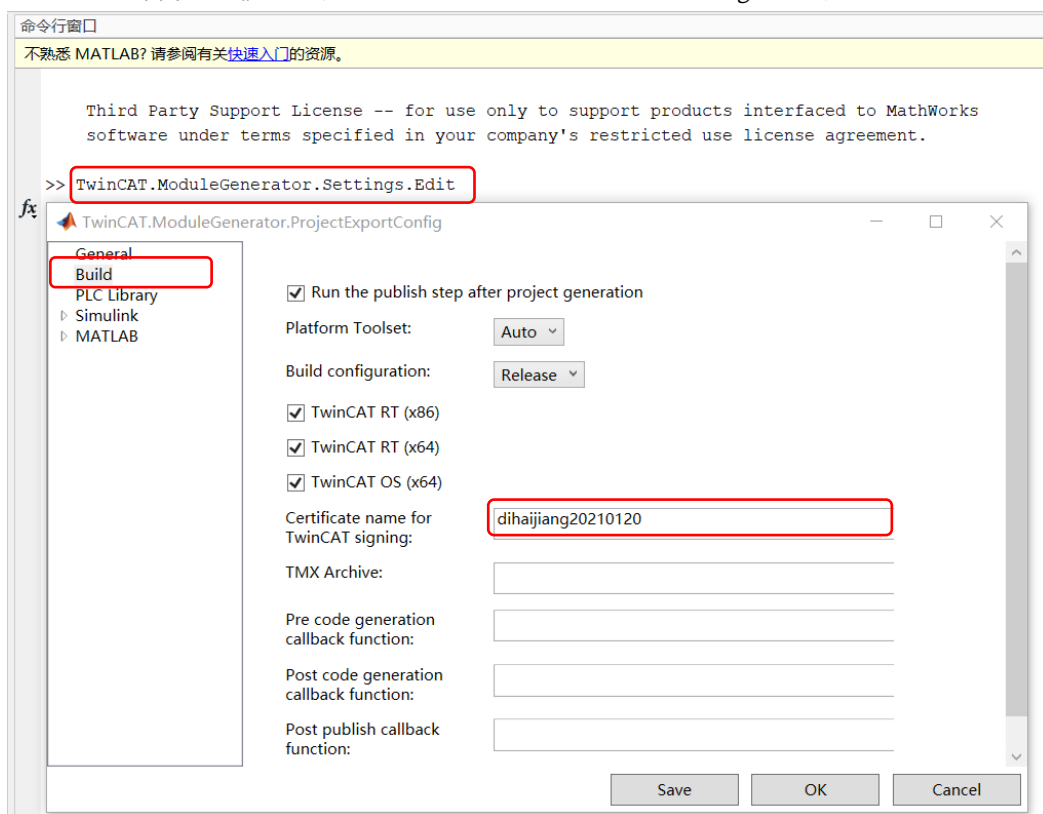 命令行窗口
不熟悉 MATLAB? 请参阅有关快速入门的资源。
Third Party Support License -- for use only to support products interfaced to MathWorks
software under terms specified in your company's restricted use license agreement.
>> TwinCAT.ModuleGenerator.Settings.Edit
fx
TwinCAT.ModuleGenerator.ProjectExportConfig
General
Build
PLC Library
Simulink
MATLAB
Run the publish step after project generation
Platform Toolset: Auto
Build configuration: Release
TwinCAT RT (x86)
TwinCAT RT (x64)
TwinCAT OS (x64)
Certificate name for
TwinCAT signing:
dihaijiang20210120
TMX Archive:
Pre code generation
callback function:
Post code generation
callback function:
Post publish callback
function:
Save OK Cancel